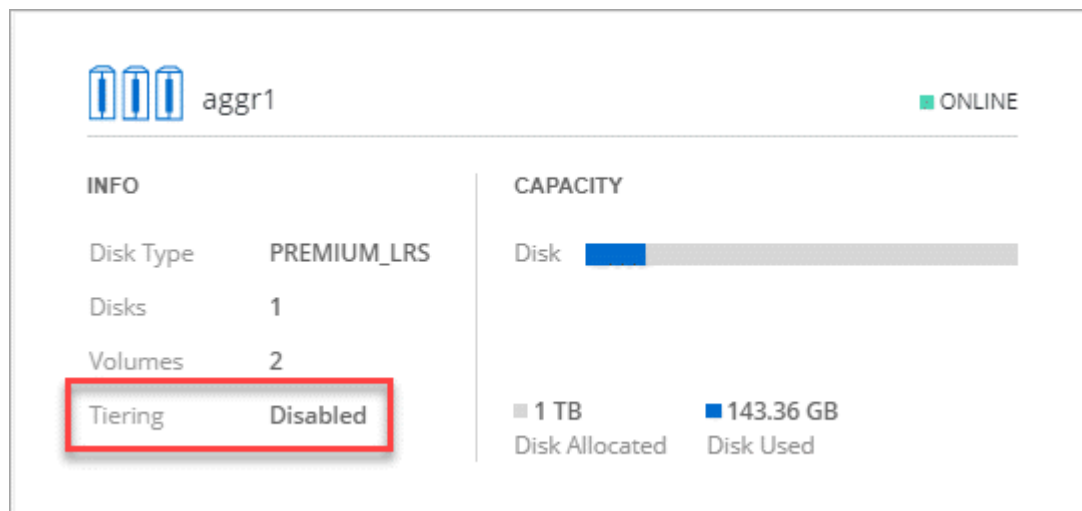 aggr1
ONLINE
INFO
Disk Type PREMIUM_LRS
Disks 1
Volumes 2
Tiering Disabled
CAPACITY
Disk
1 TB
Disk Allocated
143.36 GB
Disk Used